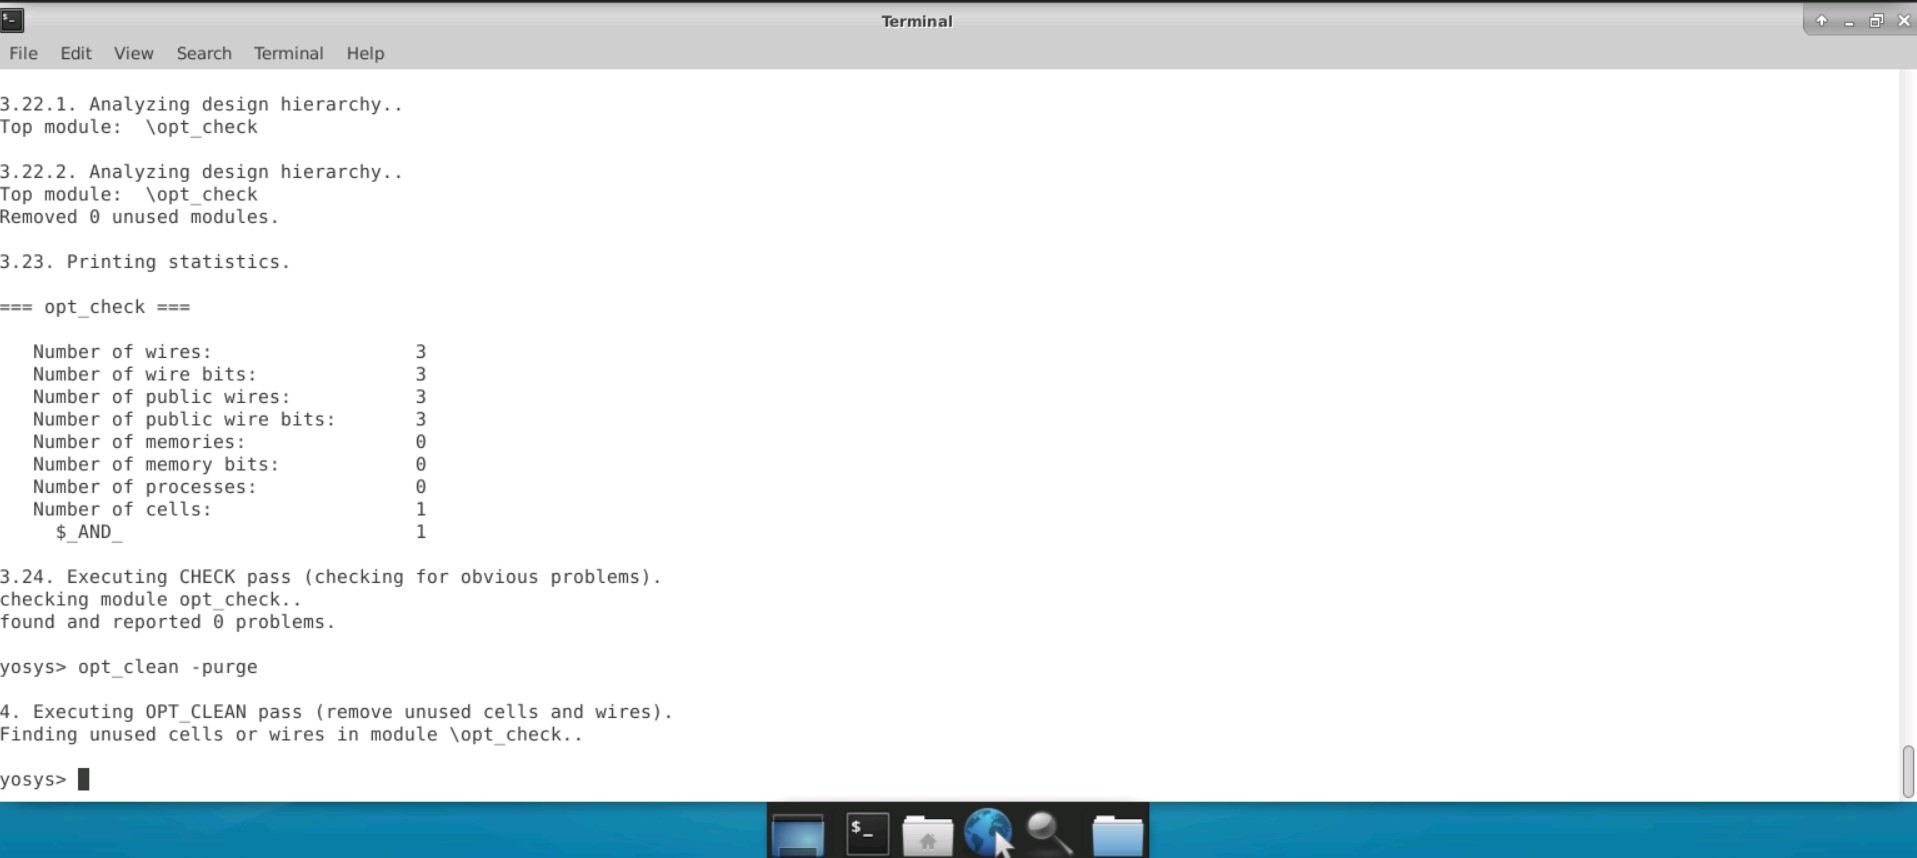 Terminal
File Edit View Search Terminal Help
3.22.1. Analyzing design hierarchy..
Top module:  \opt_check
3.22.2. Analyzing design hierarchy..
Top module:  \opt_check
Removed 0 unused modules.
3.23. Printing statistics.
=== opt_check ===
Number of wires: 3
Number of wire bits: 3
Number of public wires: 3
Number of public wire bits: 3
Number of memories: 0
Number of memory bits: 0
Number of processes: 0
Number of cells: 1
$_AND_ 1
3.24. Executing CHECK pass (checking for obvious problems).
checking module opt_check..
found and reported 0 problems.
yosys> opt_clean -purge
4. Executing OPT_CLEAN pass (remove unused cells and wires).
Finding unused cells or wires in module \opt_check..
yosys>
$_